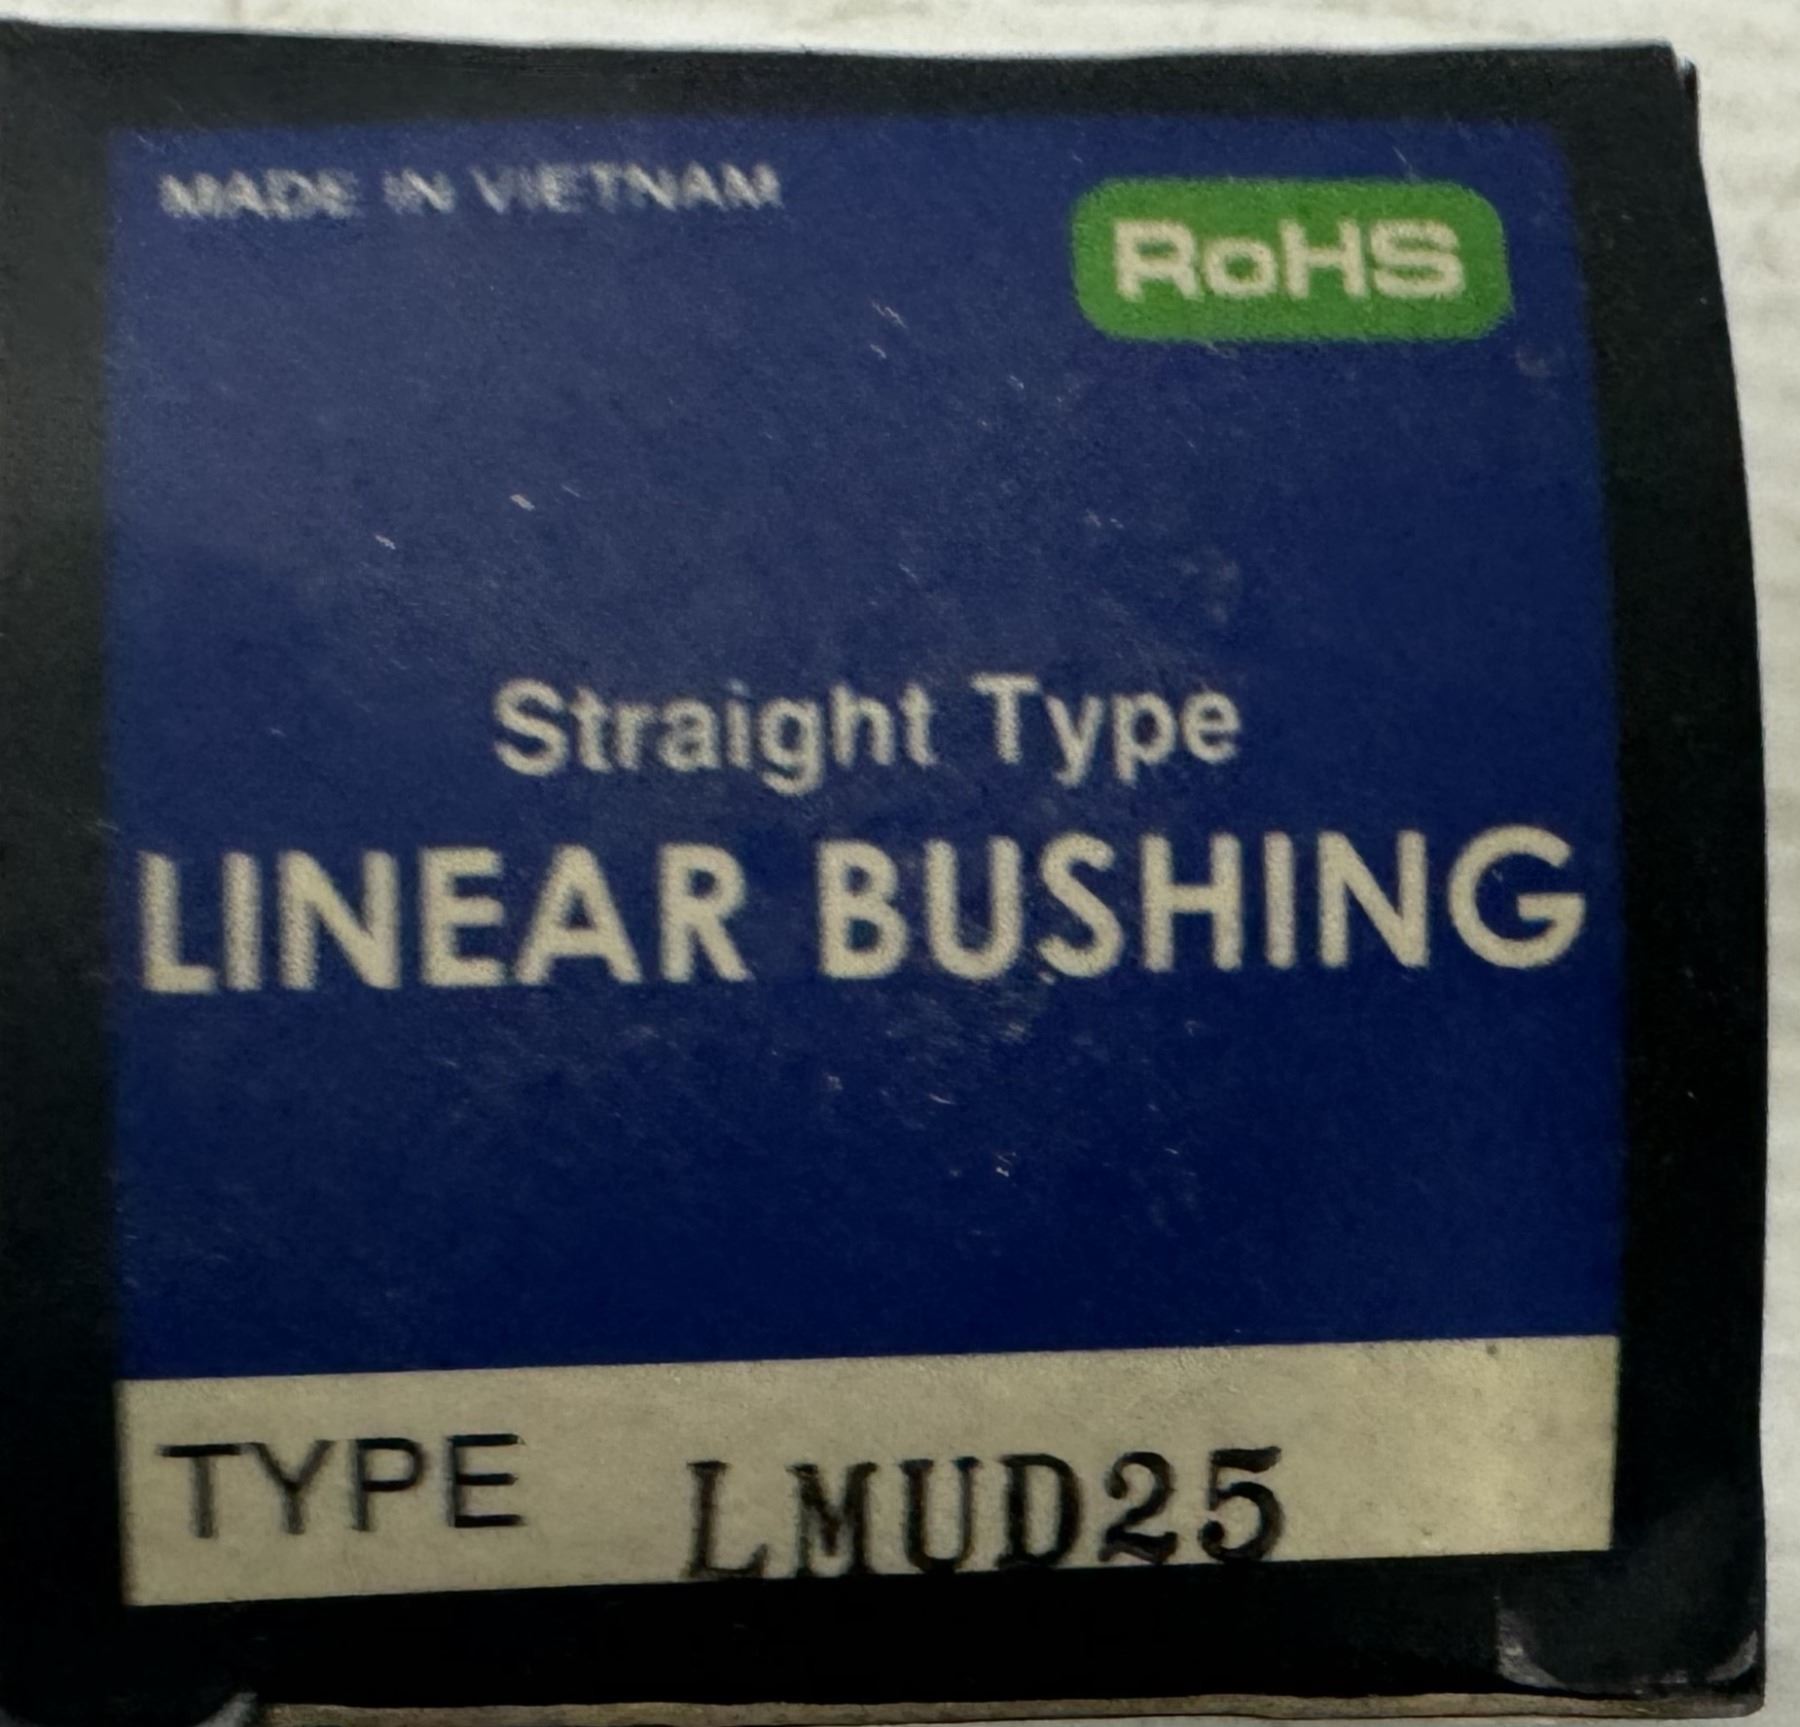 MADE IN VIETNAM
RoHS
Straight Type
LINEAR BUSHING
TYPE LMUD25